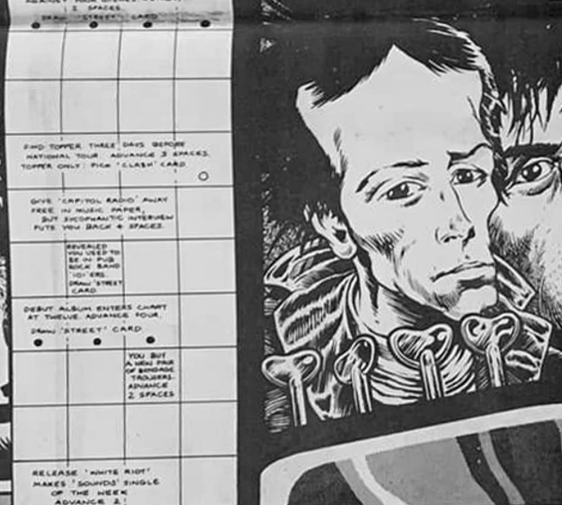 2 SPACES.
DRAW 'STREET' CARD
FIND TOPPER THREE DAYS BEFORE
NATIONAL TOUR. ADVANCE 3 SPACES.
TOPPER ONLY: PICK 'CLASH' CARD
GIVE 'CAPITOL RADIO' AWAY
FREE IN MUSIC PAPER,
BUT SYCOPHANTIC INTERVIEW
PUTS YOU BACK 4 SPACES.
REVEALED
YOU USED TO
BE IN PUB
ROCK BAND
'101'ERS.
DRAW 'STREET'
CARD
DEBUT ALBUM ENTERS CHART
AT TWELVE. ADVANCE FOUR.
DRAW 'STREET' CARD.
YOU BUY
A NEW PAIR
OF BONDAGE
TROUSERS.
ADVANCE
2 SPACES
RELEASE 'WHITE RIOT'
MAKES 'SOUNDS' SINGLE
OF THE WEEK
ADVANCE 2!